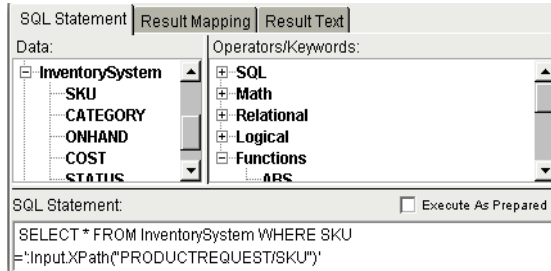 SQL Statement Result Mapping Result Text
Data: Operators/Keywords:
InventorySystem SQL
SKU Math
CATEGORY Relational
ONHAND Logical
COST Functions
STATUS ABS
SQL Statement: Execute As Prepared
SELECT * FROM InventorySystem WHERE SKU
=':Input.XPath("PRODUCTREQUEST/SKU")'